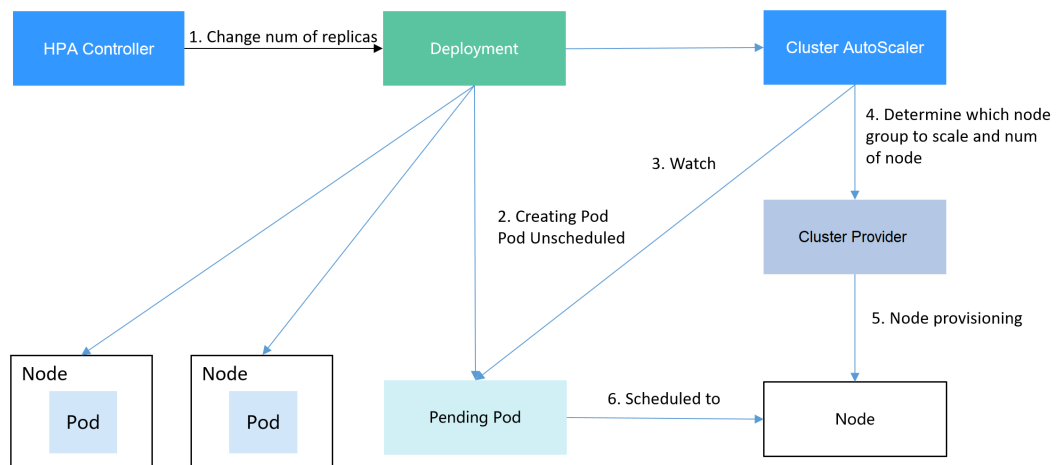 HPA Controller
1. Change num of replicas
Deployment
Cluster AutoScaler
4. Determine which node
group to scale and num
of node
3. Watch
2. Creating Pod
Pod Unscheduled
Cluster Provider
5. Node provisioning
Node
Pod
Node
Pod
Pending Pod
6. Scheduled to
Node